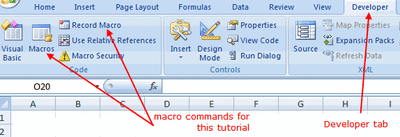 Home Insert Page Layout Formulas Data Review View Developer
Visual Basic
Macros
Record Macro
Use Relative References
Macro Security
Code
Insert
Design Mode
Properties
View Code
Run Dialog
Controls
Source
Map Properties
Expansion Packs
Refresh Data
XML
O20
fx
A B C D E F G H I
1
macro commands for
this tutorial
Developer tab